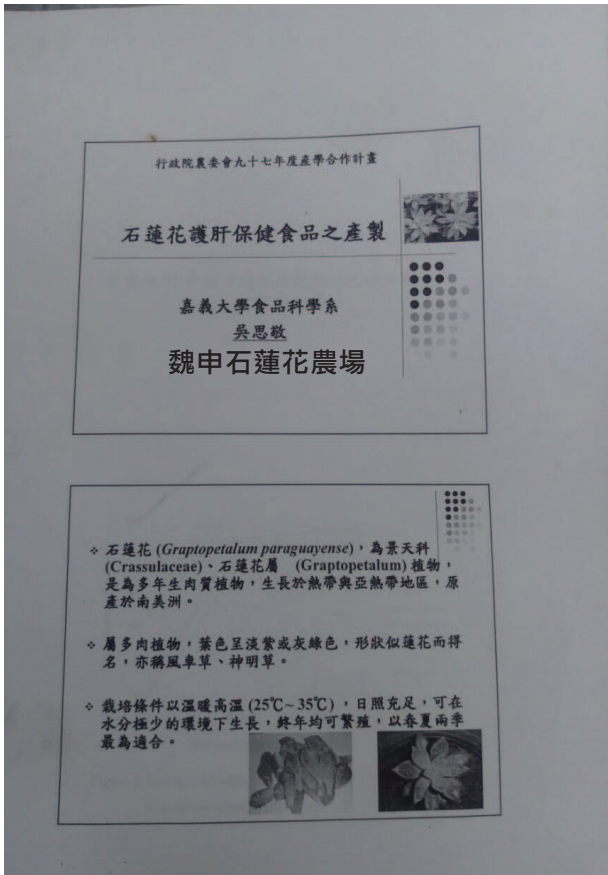 行政院農委會九十七年度產學合作計畫
石蓮花護肝保健食品之產製
嘉義大學食品科學系
吳思敬
魏申石蓮花農場
1
❖ 石蓮花 (Graptopetalum paraguayense)，為景天科
(Crassulaceae)、石蓮花屬 (Graptopetalum) 植物，
是為多年生肉質植物，生長於熱帶與亞熱帶地區，原
產於南美洲。
❖ 屬多肉植物，葉色呈淡紫或灰綠色，形狀似蓮花而得
名，亦稱風車草、神明草。
❖ 栽培條件以溫暖高溫 (25℃~35℃)，日照充足，可在
水分極少的環境下生長，終年均可繁殖，以春夏兩季
最為適合。